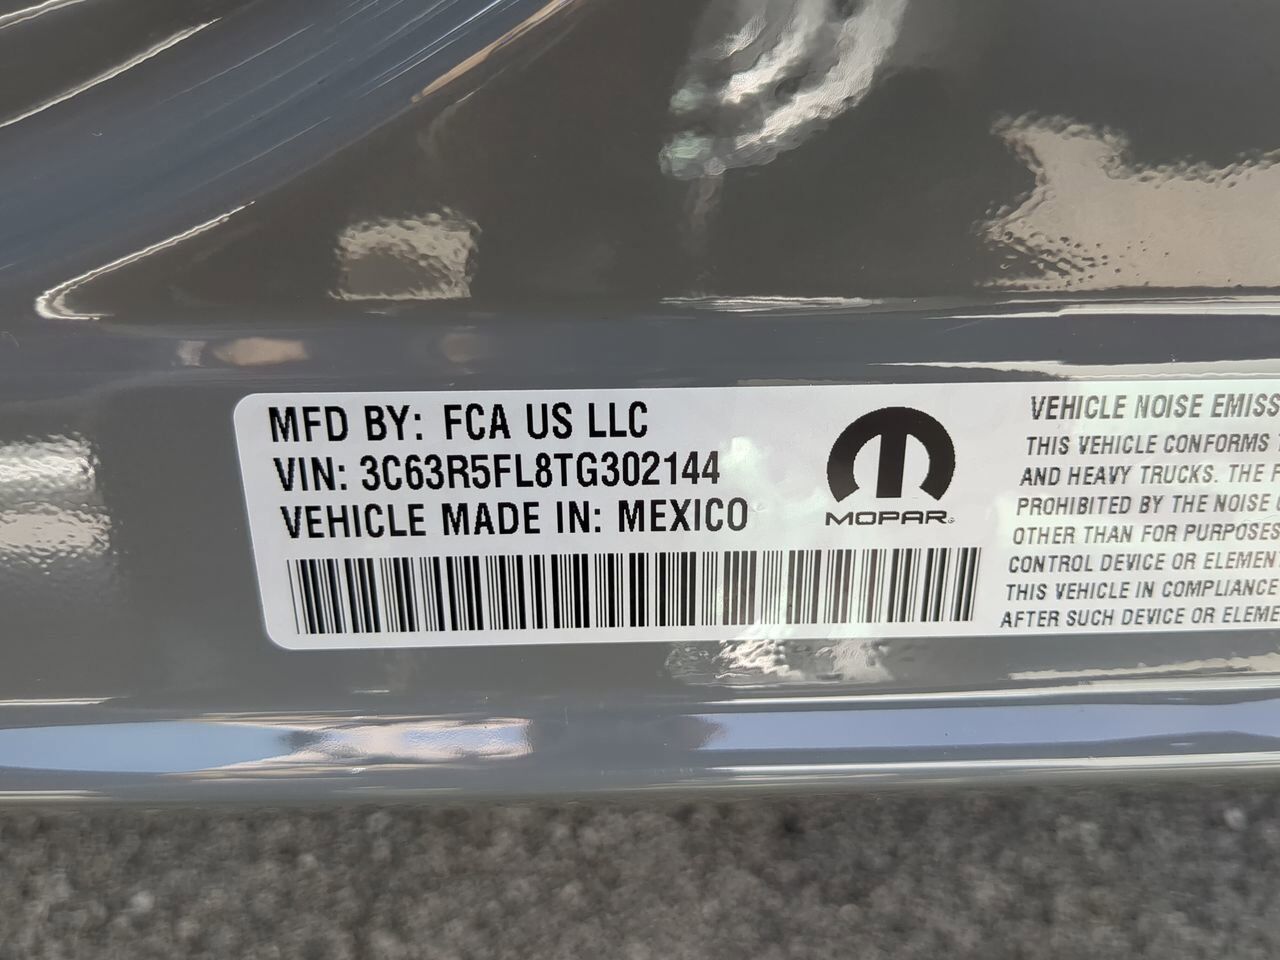 MFD BY: FCA US LLC
VIN: 3C63R5FL8TG302144
VEHICLE MADE IN: MEXICO
MOPAR
VEHICLE NOISE EMISS
THIS VEHICLE CONFORMS
AND HEAVY TRUCKS. THE F
PROHIBITED BY THE NOISE
OTHER THAN FOR PURPOSES
CONTROL DEVICE OR ELEMEN
THIS VEHICLE IN COMPLIANCE
AFTER SUCH DEVICE OR ELEME